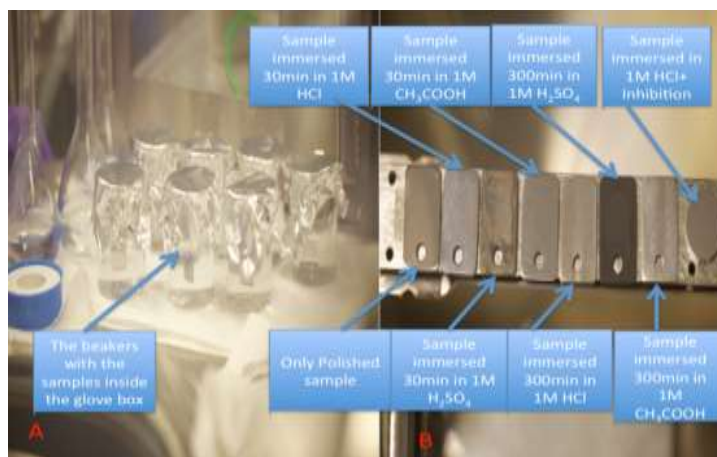 Sample
immersed
30min in 1M
HCl
Sample
immersed
30min in 1M
CH₃COOH
Sample
immersed
300min in
1M H₂SO₄
Sample
immersed in
1M HCl+
inhibition
The beakers
with the
samples inside
the glove box
Only Polished
sample
Sample
immersed
30min in 1M
H₂SO₄
Sample
immersed
300min in
1M HCl
Sample
immersed
300min in
1M
CH₃COOH
A
B